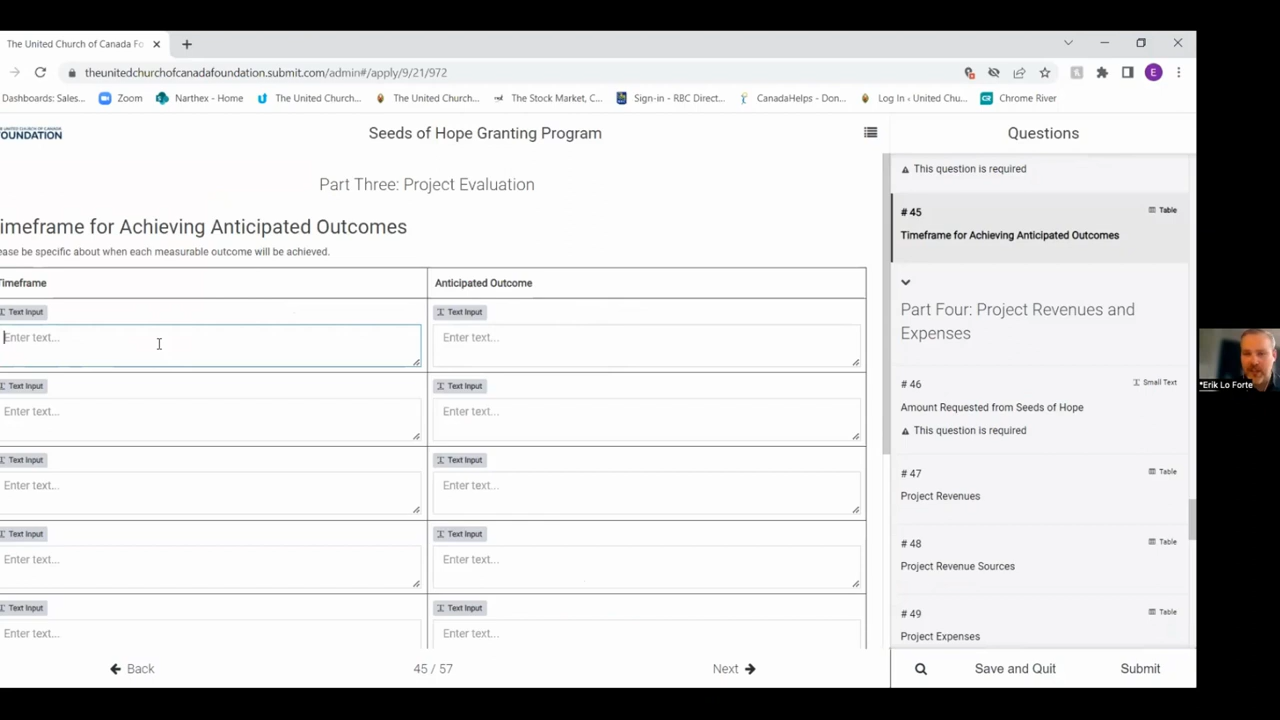 The United Church of Canada Fo
theunitedchurchofcanadafoundation.submit.com/admin#/apply/9/21/972
E
Dashboards: Sales...
Zoom
Narthex - Home
The United Church...
The United Church...
The Stock Market, C...
Sign-in - RBC Direct...
CanadaHelps - Don...
Log In ‹ United Chu...
Chrome River
OUNDATION
Seeds of Hope Granting Program
Questions
Part Three: Project Evaluation
imeframe for Achieving Anticipated Outcomes
ease be specific about when each measurable outcome will be achieved.
Timeframe
Anticipated Outcome
Text Input
Text Input
Enter text...
Enter text...
Text Input
Text Input
Enter text...
Enter text...
Text Input
Text Input
Enter text...
Enter text...
Text Input
Text Input
Enter text...
Enter text...
Text Input
Text Input
Enter text...
Enter text...
Back
45 / 57
Next
This question is required
# 45
Table
Timeframe for Achieving Anticipated Outcomes
Part Four: Project Revenues and
Expenses
# 46
Small Text
Amount Requested from Seeds of Hope
This question is required
# 47
Table
Project Revenues
# 48
Table
Project Revenue Sources
# 49
Table
Project Expenses
Save and Quit
Submit
*Erik Lo Forte